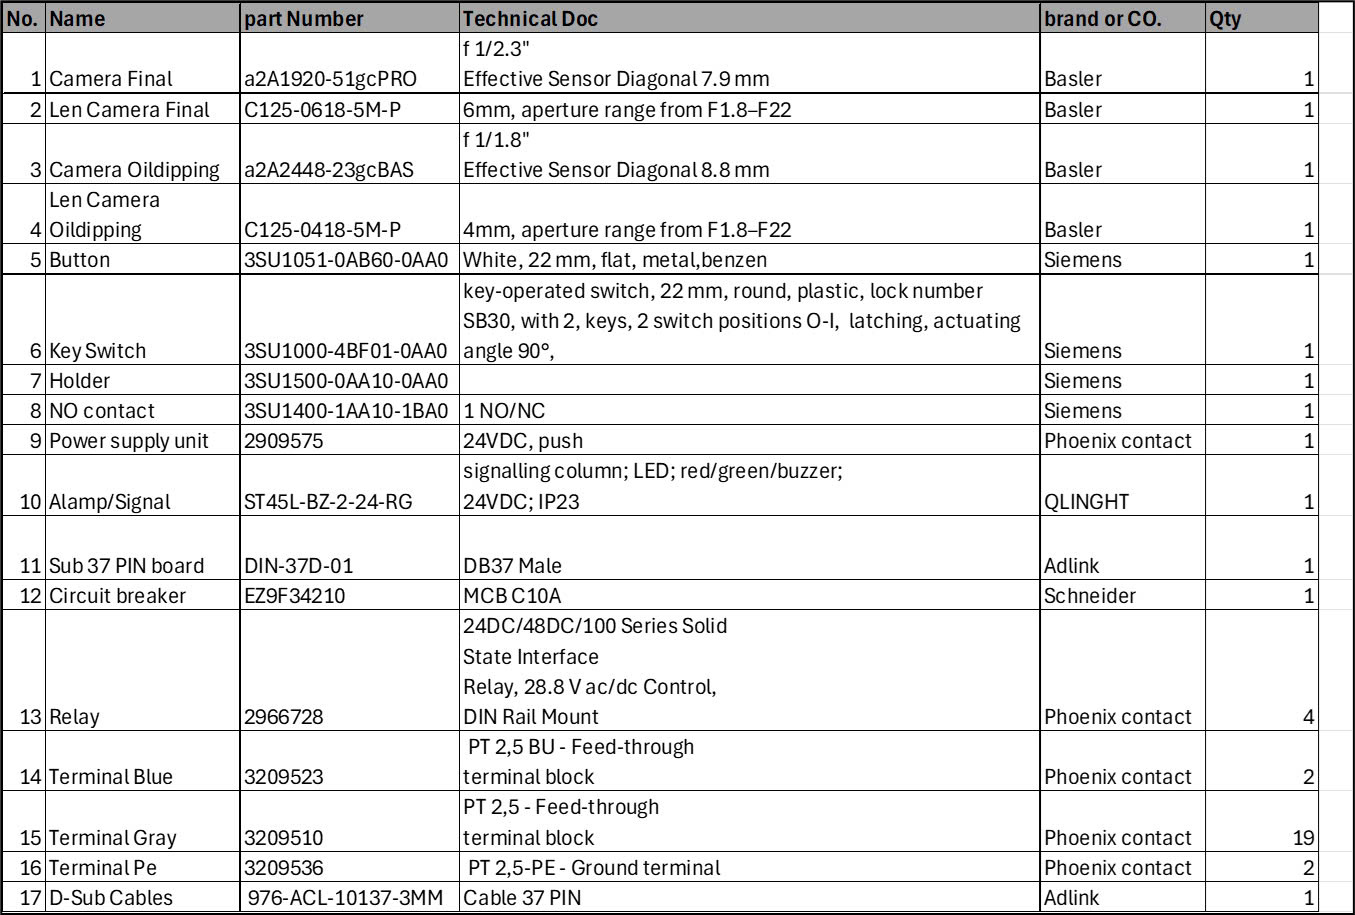 No. Name part Number Technical Doc brand or CO. Qty
f 1/2.3"
1 Camera Final a2A1920-51gcPRO Effective Sensor Diagonal 7.9 mm Basler 1
2 Len Camera Final C125-0618-5M-P 6mm, aperture range from F1.8–F22 Basler 1
f 1/1.8"
3 Camera Oildipping a2A2448-23gcBAS Effective Sensor Diagonal 8.8 mm Basler 1
Len Camera
4 Oildipping C125-0418-5M-P 4mm, aperture range from F1.8–F22 Basler 1
5 Button 3SU1051-0AB60-0AA0 White, 22 mm, flat, metal,benzen Siemens 1
key-operated switch, 22 mm, round, plastic, lock number
SB30, with 2, keys, 2 switch positions O-I, latching, actuating
6 Key Switch 3SU1000-4BF01-0AA0 angle 90°, Siemens 1
7 Holder 3SU1500-0AA10-0AA0 Siemens 1
8 NO contact 3SU1400-1AA10-1BA0 1 NO/NC Siemens 1
9 Power supply unit 2909575 24VDC, push Phoenix contact 1
signalling column; LED; red/green/buzzer;
10 Alamp/Signal ST45L-BZ-2-24-RG 24VDC; IP23 QLINGHT 1
11 Sub 37 PIN board DIN-37D-01 DB37 Male Adlink 1
12 Circuit breaker EZ9F34210 MCB C10A Schneider 1
24DC/48DC/100 Series Solid
State Interface
Relay, 28.8 V ac/dc Control,
13 Relay 2966728 DIN Rail Mount Phoenix contact 4
PT 2,5 BU - Feed-through
14 Terminal Blue 3209523 terminal block Phoenix contact 2
PT 2,5 - Feed-through
15 Terminal Gray 3209510 terminal block Phoenix contact 19
16 Terminal Pe 3209536 PT 2,5-PE - Ground terminal Phoenix contact 2
17 D-Sub Cables 976-ACL-10137-3MM Cable 37 PIN Adlink 1